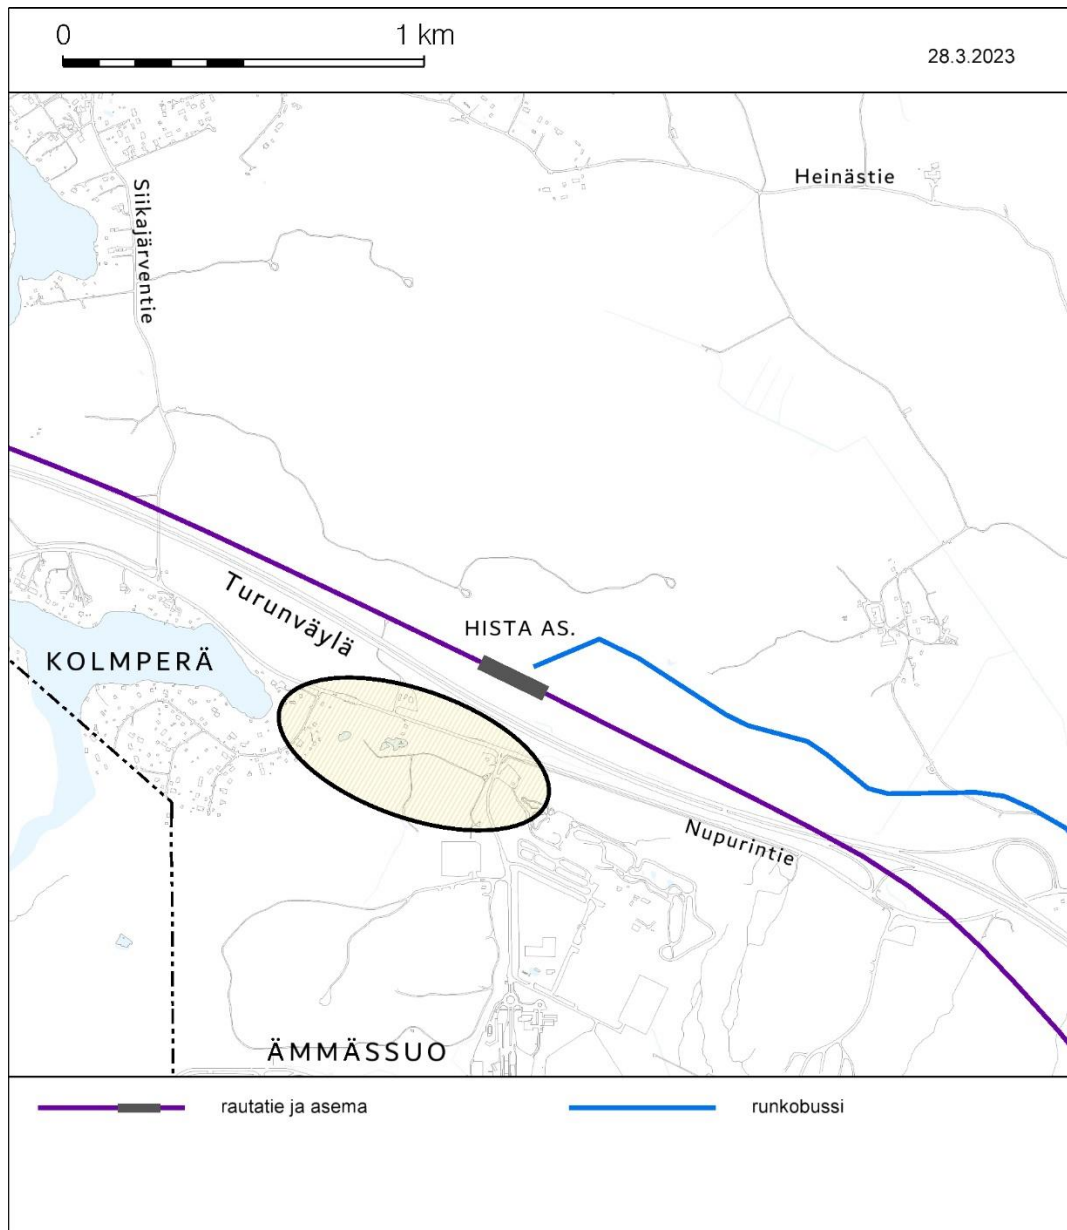 0 1 km
28.3.2023
Siikajärventie
Heinästie
Turunväylä
HISTA AS.
KOLMPERÄ
Nupurintie
ÄMMÄSSUO
rautatie ja asema
runkobussi